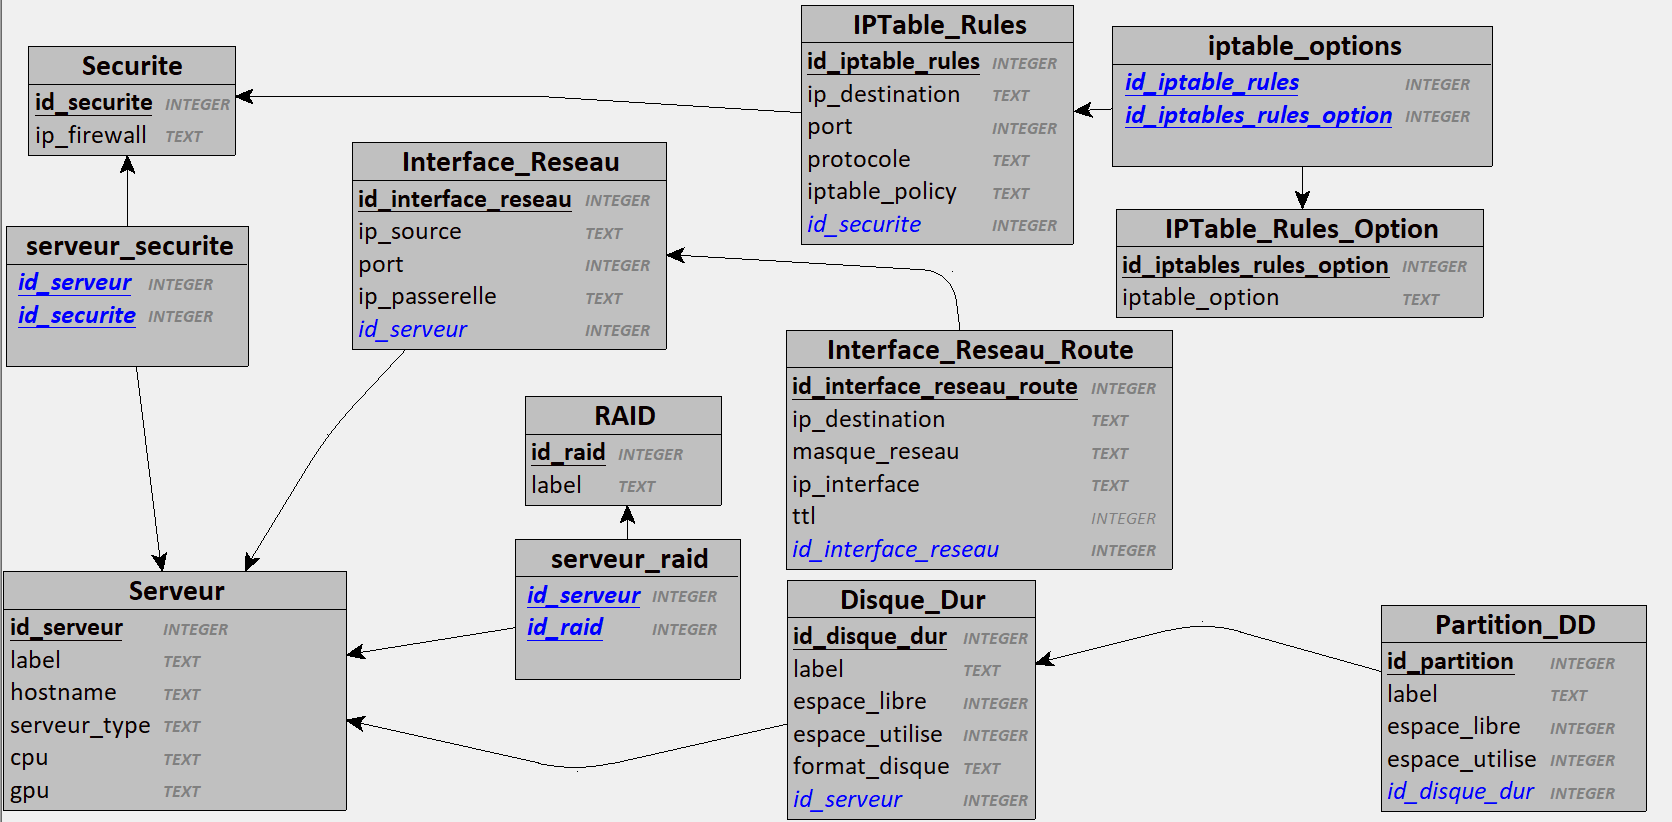 Securite
id_securite INTEGER
ip_firewall TEXT
serveur_securite
id_serveur INTEGER
id_securite INTEGER
Interface_Reseau
id_interface_reseau INTEGER
ip_source TEXT
port INTEGER
ip_passerelle TEXT
id_serveur INTEGER
IPTable_Rules
id_iptable_rules INTEGER
ip_destination TEXT
port INTEGER
protocole TEXT
iptable_policy TEXT
id_securite INTEGER
iptable_options
id_iptable_rules INTEGER
id_iptables_rules_option INTEGER
IPTable_Rules_Option
id_iptables_rules_option INTEGER
iptable_option TEXT
Interface_Reseau_Route
id_interface_reseau_route INTEGER
ip_destination TEXT
masque_reseau TEXT
ip_interface TEXT
ttl INTEGER
id_interface_reseau INTEGER
RAID
id_raid INTEGER
label TEXT
serveur_raid
id_serveur INTEGER
id_raid INTEGER
Serveur
id_serveur INTEGER
label TEXT
hostname TEXT
serveur_type TEXT
cpu TEXT
gpu TEXT
Disque_Dur
id_disque_dur INTEGER
label TEXT
espace_libre INTEGER
espace_utilise INTEGER
format_disque TEXT
id_serveur INTEGER
Partition_DD
id_partition INTEGER
label TEXT
espace_libre INTEGER
espace_utilise INTEGER
id_disque_dur INTEGER